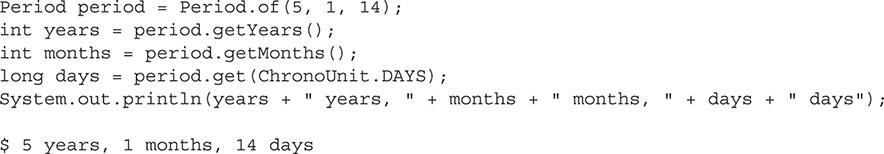 Period period = Period.of(5, 1, 14);
int years = period.getYears();
int months = period.getMonths();
long days = period.get(ChronoUnit.DAYS);
System.out.println(years + " years, " + months + " months, " + days + " days");
$ 5 years, 1 months, 14 days